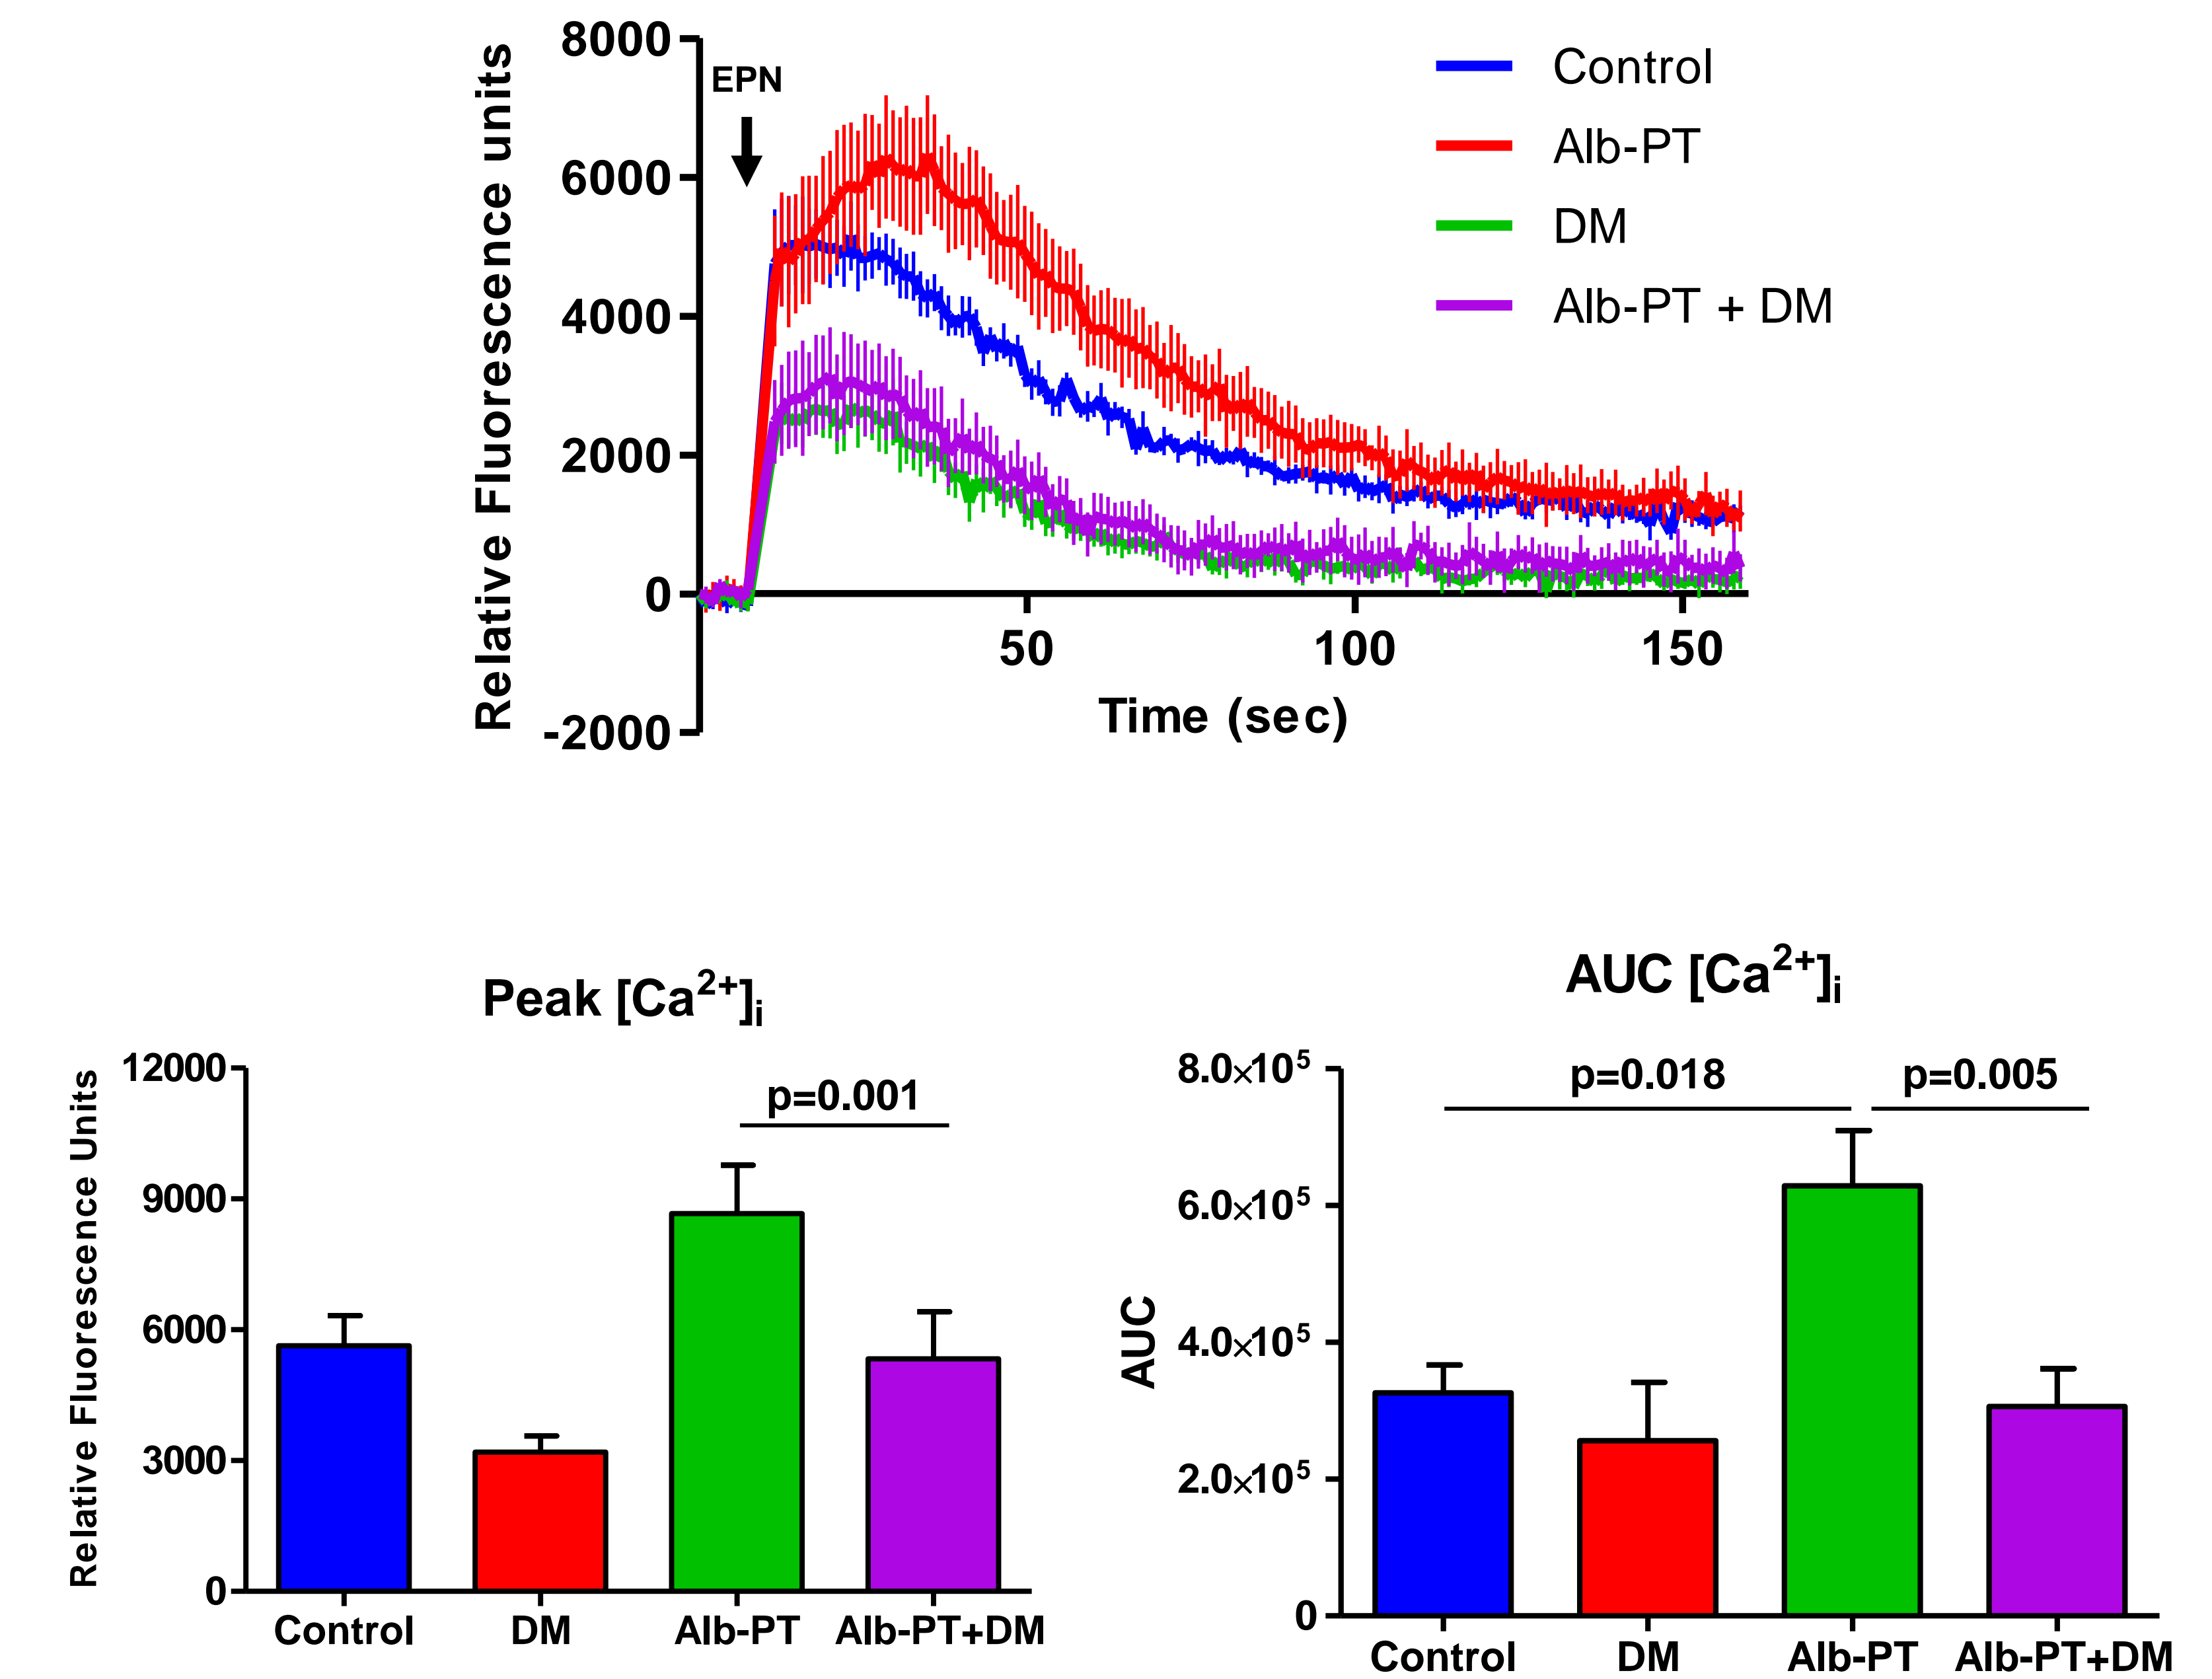 8000
6000
4000
2000
0
-2000
Relative Fluorescence units
EPN
Control
Alb-PT
DM
Alb-PT + DM
50 100 150
Time (sec)
Peak [Ca²⁺]ᵢ
12000
9000
6000
3000
0
Relative Fluorescence Units
p=0.001
Control DM Alb-PT Alb-PT+DM
AUC [Ca²⁺]ᵢ
8.0×10⁵
6.0×10⁵
4.0×10⁵
2.0×10⁵
0
AUC
p=0.018 p=0.005
Control DM Alb-PT Alb-PT+DM